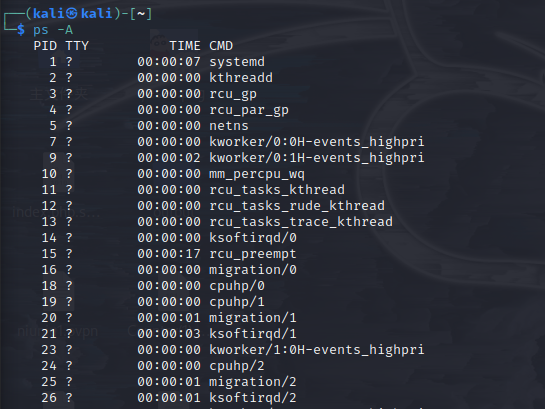 ┌──(kali㉿kali)-[~]
└─$ ps -A
PID TTY TIME CMD
1 ? 00:00:07 systemd
2 ? 00:00:00 kthreadd
3 ? 00:00:00 rcu_gp
4 ? 00:00:00 rcu_par_gp
5 ? 00:00:00 netns
7 ? 00:00:00 kworker/0:0H-events_highpri
9 ? 00:00:02 kworker/0:1H-events_highpri
10 ? 00:00:00 mm_percpu_wq
11 ? 00:00:00 rcu_tasks_kthread
12 ? 00:00:00 rcu_tasks_rude_kthread
13 ? 00:00:00 rcu_tasks_trace_kthread
14 ? 00:00:00 ksoftirqd/0
15 ? 00:00:17 rcu_preempt
16 ? 00:00:00 migration/0
18 ? 00:00:00 cpuhp/0
19 ? 00:00:00 cpuhp/1
20 ? 00:00:01 migration/1
21 ? 00:00:03 ksoftirqd/1
23 ? 00:00:00 kworker/1:0H-events_highpri
24 ? 00:00:00 cpuhp/2
25 ? 00:00:01 migration/2
26 ? 00:00:01 ksoftirqd/2